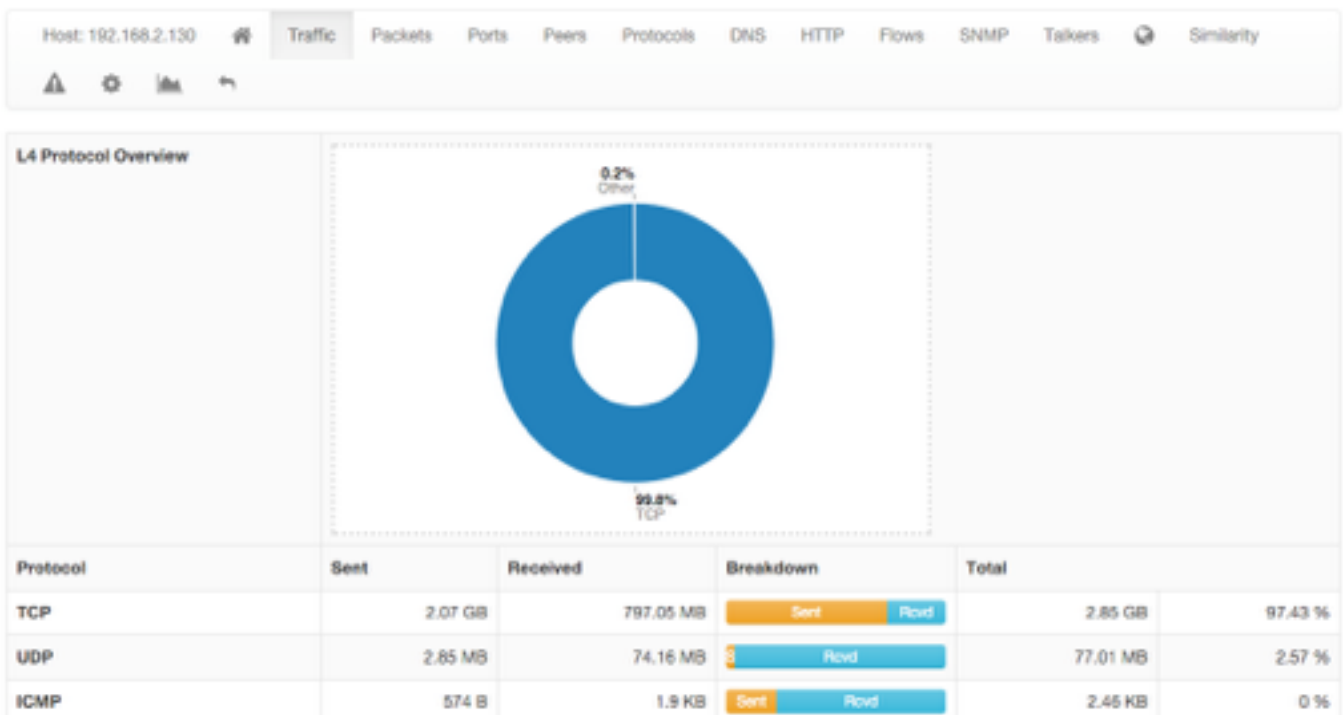 Host: 192.168.2.130 Traffic Packets Ports Peers Protocols DNS HTTP Flows SNMP Talkers Similarity
L4 Protocol Overview
0.2%
Other
99.8%
TCP
Protocol Sent Received Breakdown Total
TCP 2.07 GB 797.05 MB Sent Rcvd 2.85 GB 97.43 %
UDP 2.85 MB 74.16 MB S Rcvd 77.01 MB 2.57 %
ICMP 574 B 1.9 KB Sent Rcvd 2.46 KB 0 %